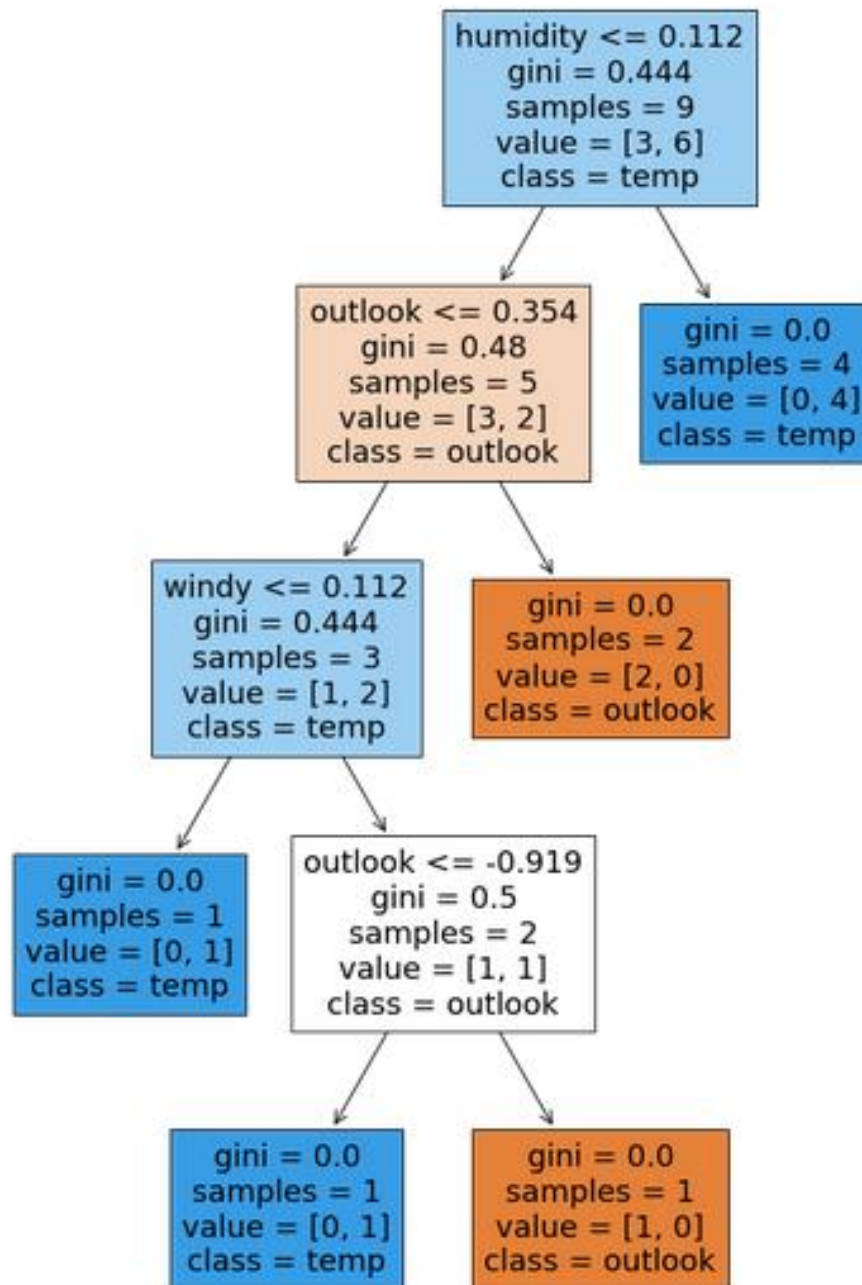 humidity <= 0.112
gini = 0.444
samples = 9
value = [3, 6]
class = temp
outlook <= 0.354
gini = 0.48
samples = 5
value = [3, 2]
class = outlook
gini = 0.0
samples = 4
value = [0, 4]
class = temp
windy <= 0.112
gini = 0.444
samples = 3
value = [1, 2]
class = temp
gini = 0.0
samples = 2
value = [2, 0]
class = outlook
gini = 0.0
samples = 1
value = [0, 1]
class = temp
outlook <= -0.919
gini = 0.5
samples = 2
value = [1, 1]
class = outlook
gini = 0.0
samples = 1
value = [0, 1]
class = temp
gini = 0.0
samples = 1
value = [1, 0]
class = outlook